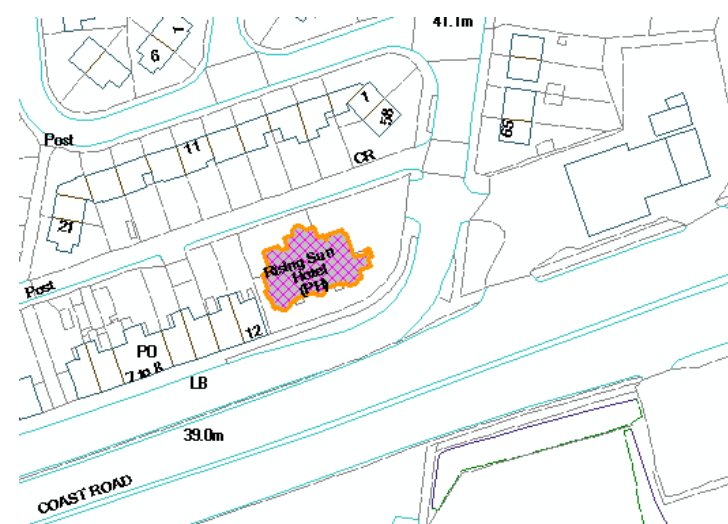 41.1m
1
6
1
58
65
Post
11
CR
21
Rising Sun
Hotel
(PH)
Post
12
PO
7 to 8
LB
39.0m
COAST ROAD